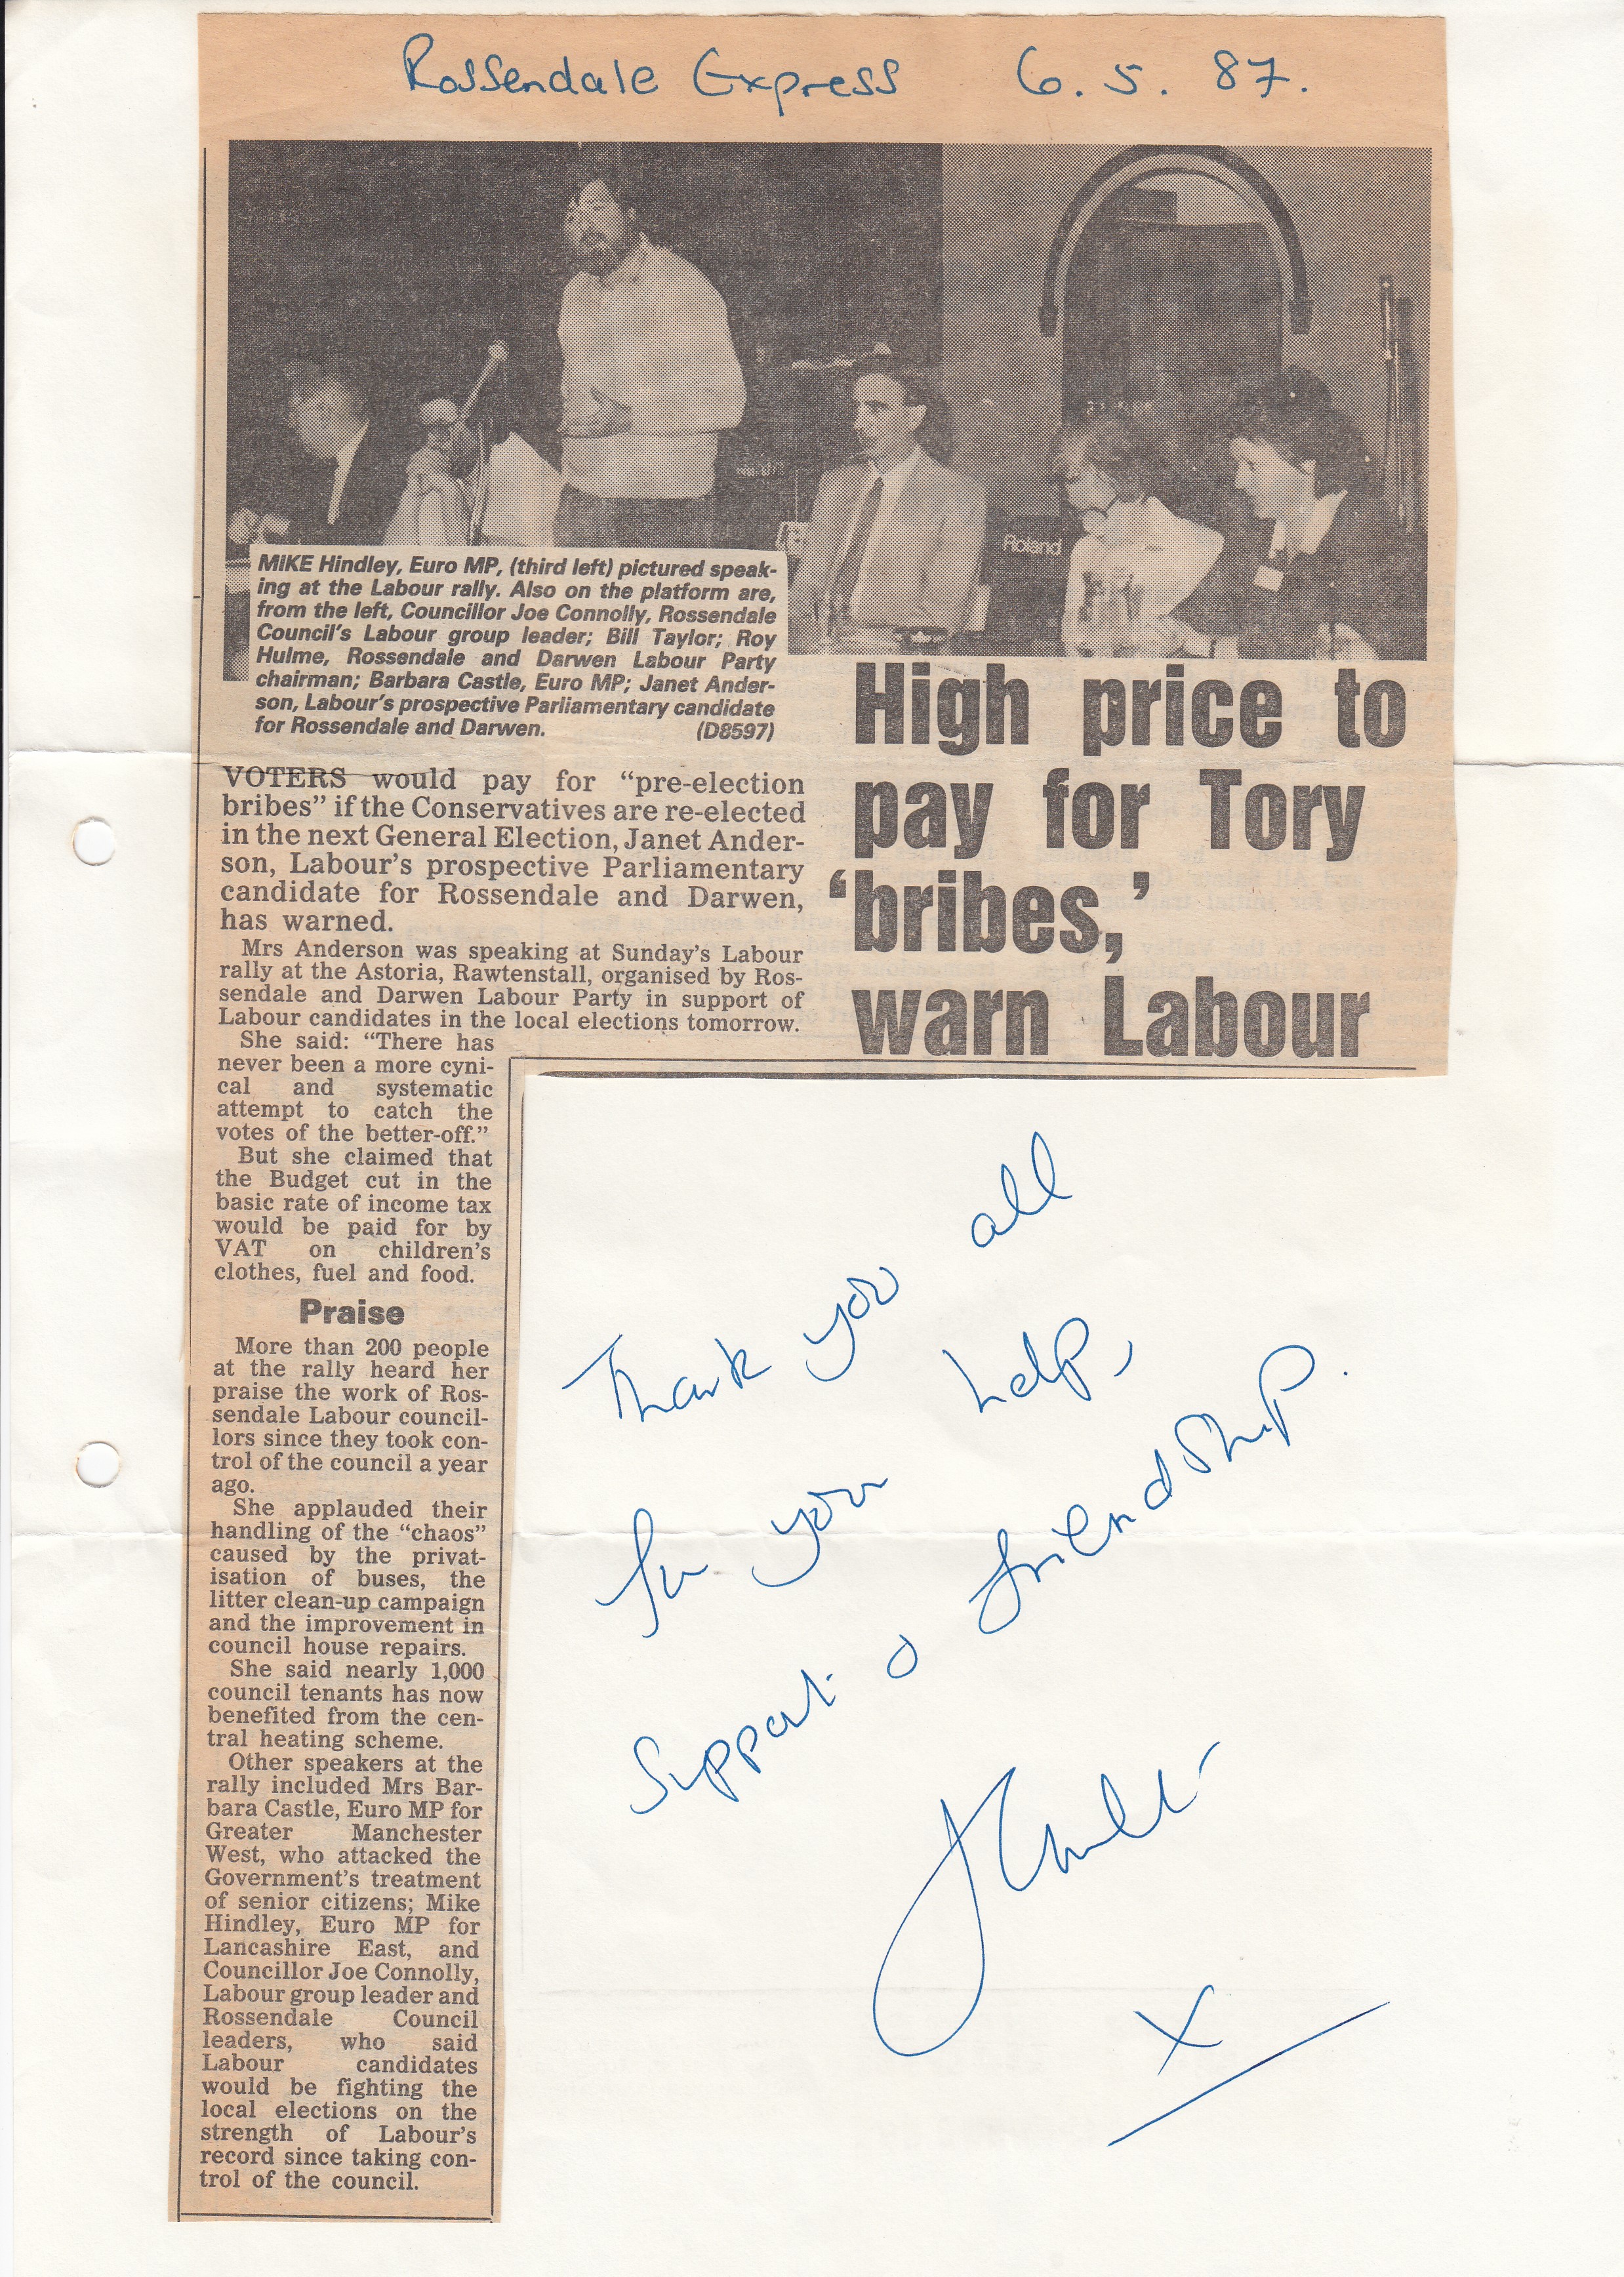 Rossendale Express 6.5.87.
Roland
MIKE Hindley, Euro MP, (third left) pictured speak-
ing at the Labour rally. Also on the platform are,
from the left, Councillor Joe Connolly, Rossendale
Council's Labour group leader; Bill Taylor; Roy
Hulme, Rossendale and Darwen Labour Party
chairman; Barbara Castle, Euro MP; Janet Ander-
son, Labour's prospective Parliamentary candidate
for Rossendale and Darwen. (D8597)
High price to
pay for Tory
‘bribes,’
warn Labour
VOTERS would pay for “pre-election
bribes” if the Conservatives are re-elected
in the next General Election, Janet Ander-
son, Labour's prospective Parliamentary
candidate for Rossendale and Darwen,
has warned.
Mrs Anderson was speaking at Sunday's Labour
rally at the Astoria, Rawtenstall, organised by Ros-
sendale and Darwen Labour Party in support of
Labour candidates in the local elections tomorrow.
She said: “There has
never been a more cyni-
cal and systematic
attempt to catch the
votes of the better-off.”
But she claimed that
the Budget cut in the
basic rate of income tax
would be paid for by
VAT on children's
clothes, fuel and food.
Praise
More than 200 people
at the rally heard her
praise the work of Ros-
sendale Labour council-
lors since they took con-
trol of the council a year
ago.
She applauded their
handling of the “chaos”
caused by the privat-
isation of buses, the
litter clean-up campaign
and the improvement in
council house repairs.
She said nearly 1,000
council tenants has now
benefited from the cen-
tral heating scheme.
Other speakers at the
rally included Mrs Bar-
bara Castle, Euro MP for
Greater Manchester
West, who attacked the
Government's treatment
of senior citizens; Mike
Hindley, Euro MP for
Lancashire East, and
Councillor Joe Connolly,
Labour group leader and
Rossendale Council
leaders, who said
Labour candidates
would be fighting the
local elections on the
strength of Labour's
record since taking con-
trol of the council.
Thank you all
for your help,
support & friendship.
X